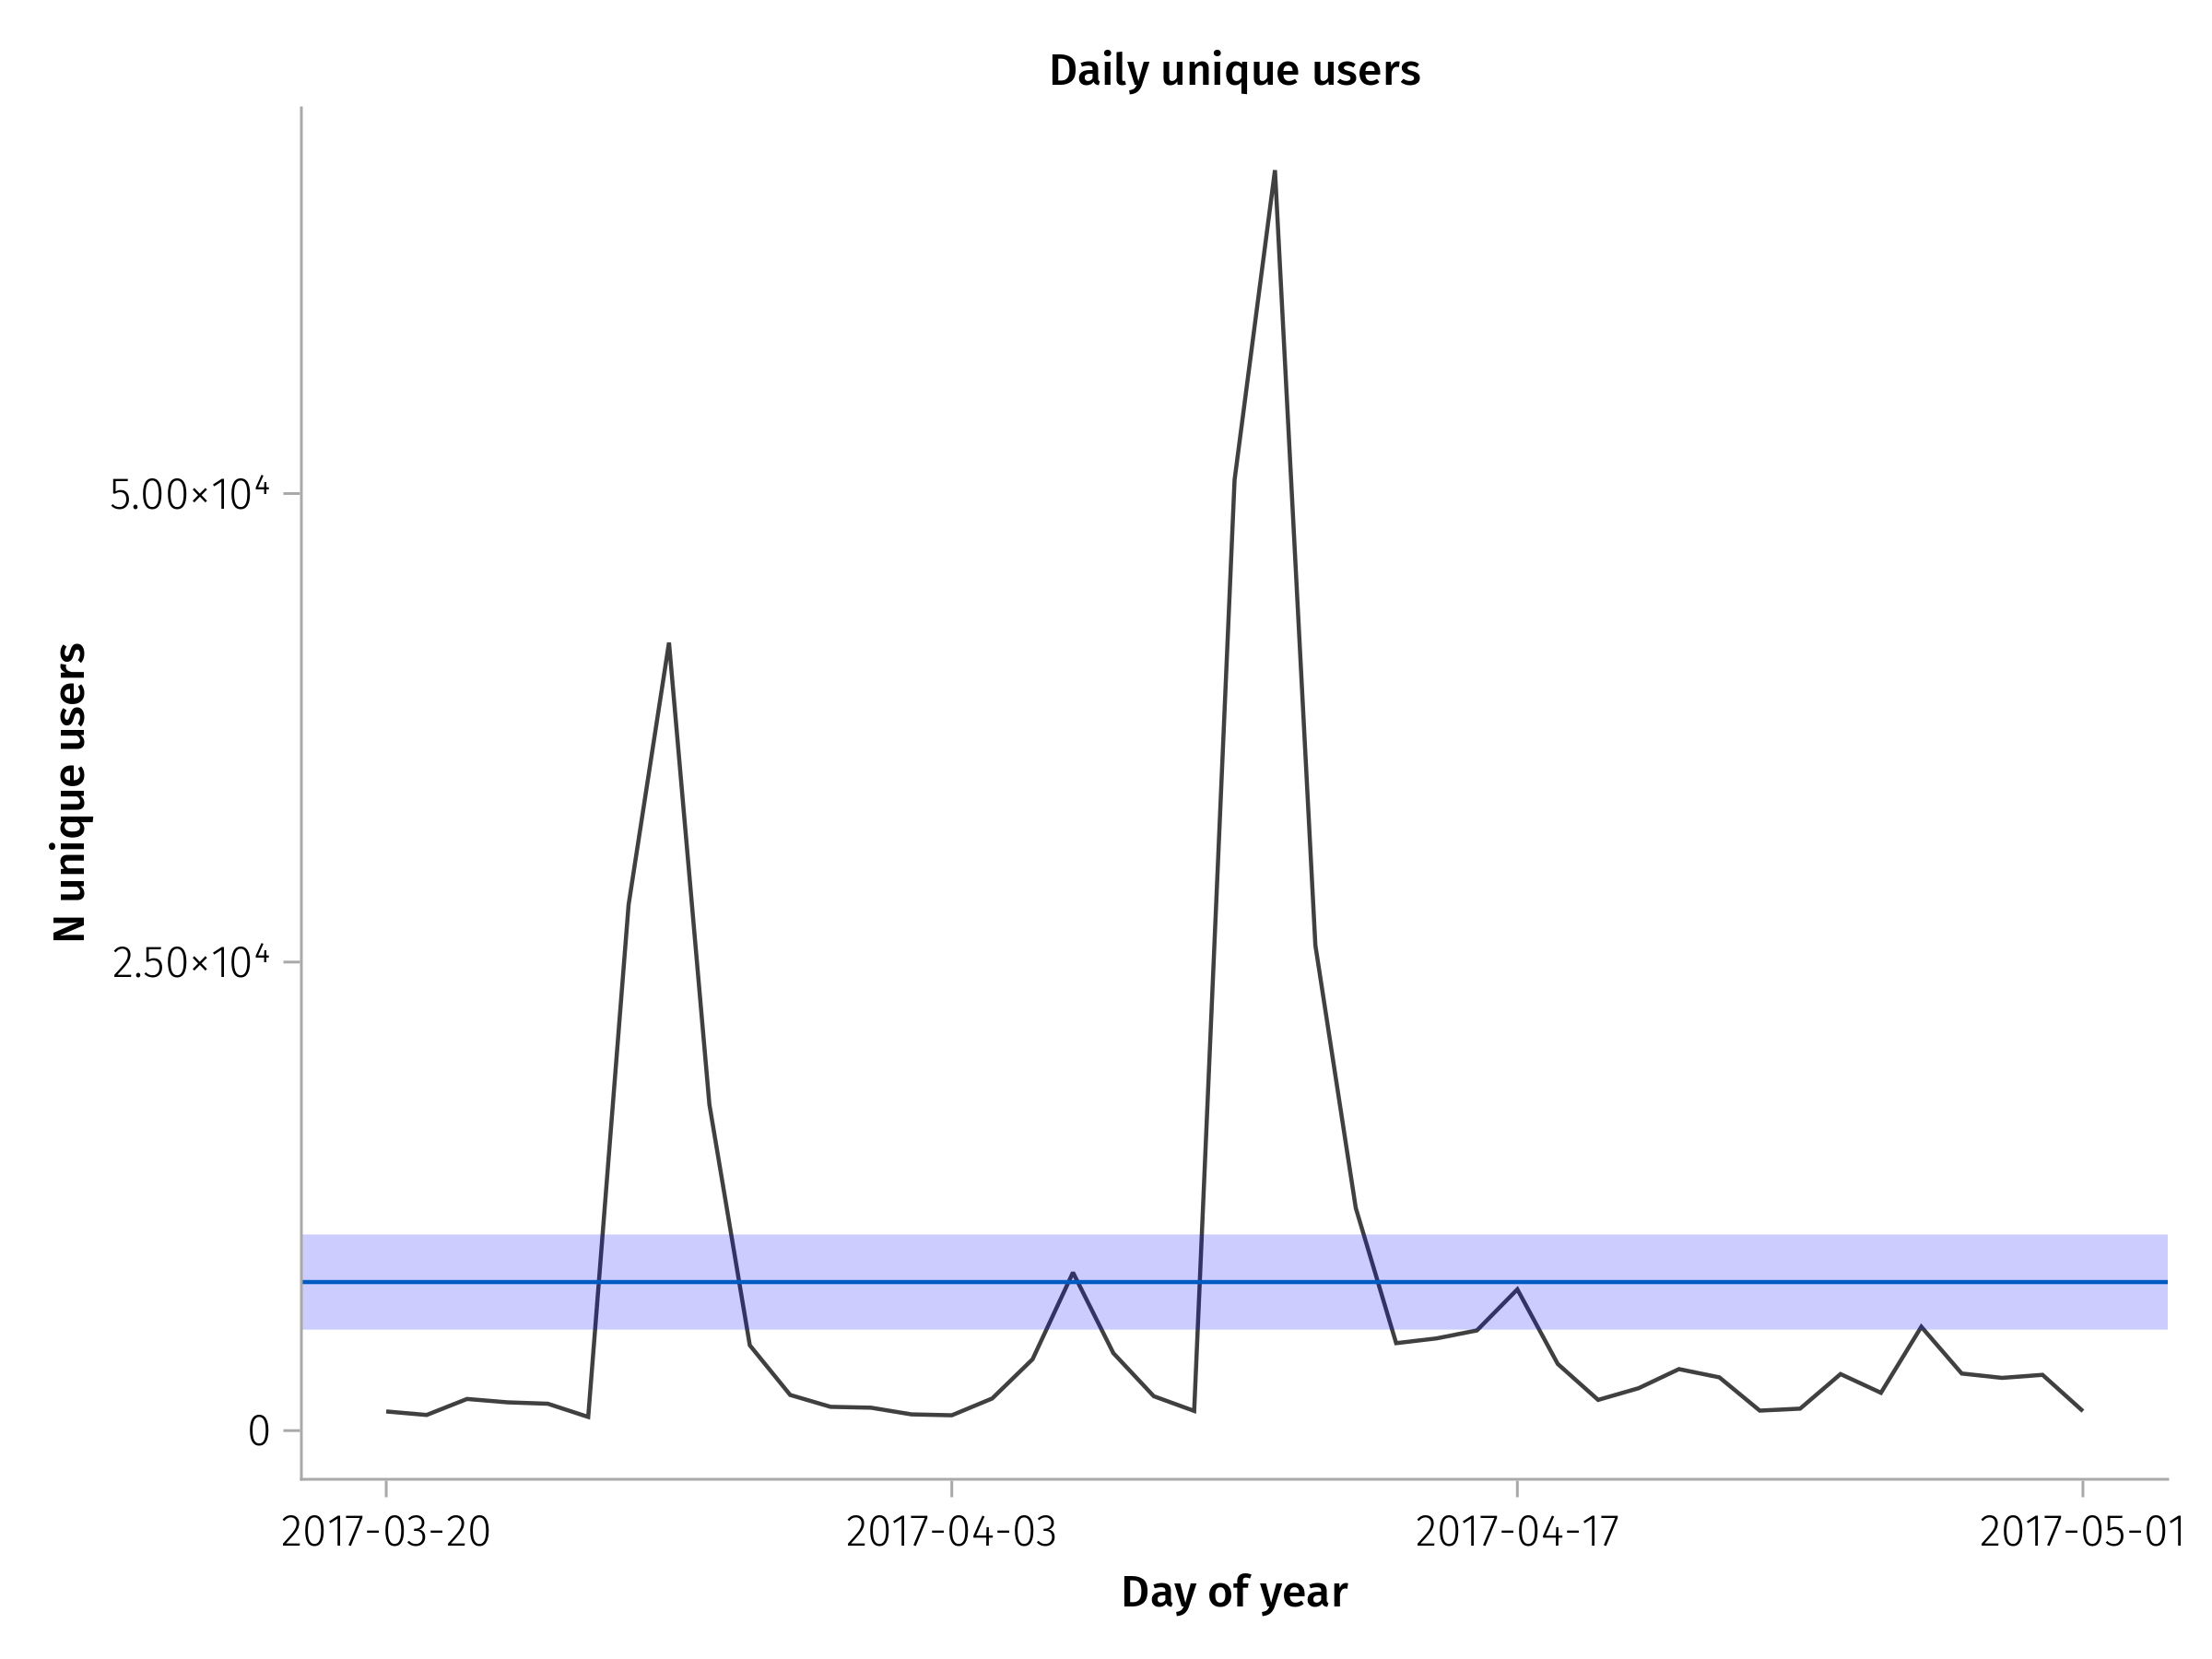 Daily unique users
N unique users
5.00×10⁴
2.50×10⁴
0
2017-03-20
2017-04-03
2017-04-17
2017-05-01
Day of year